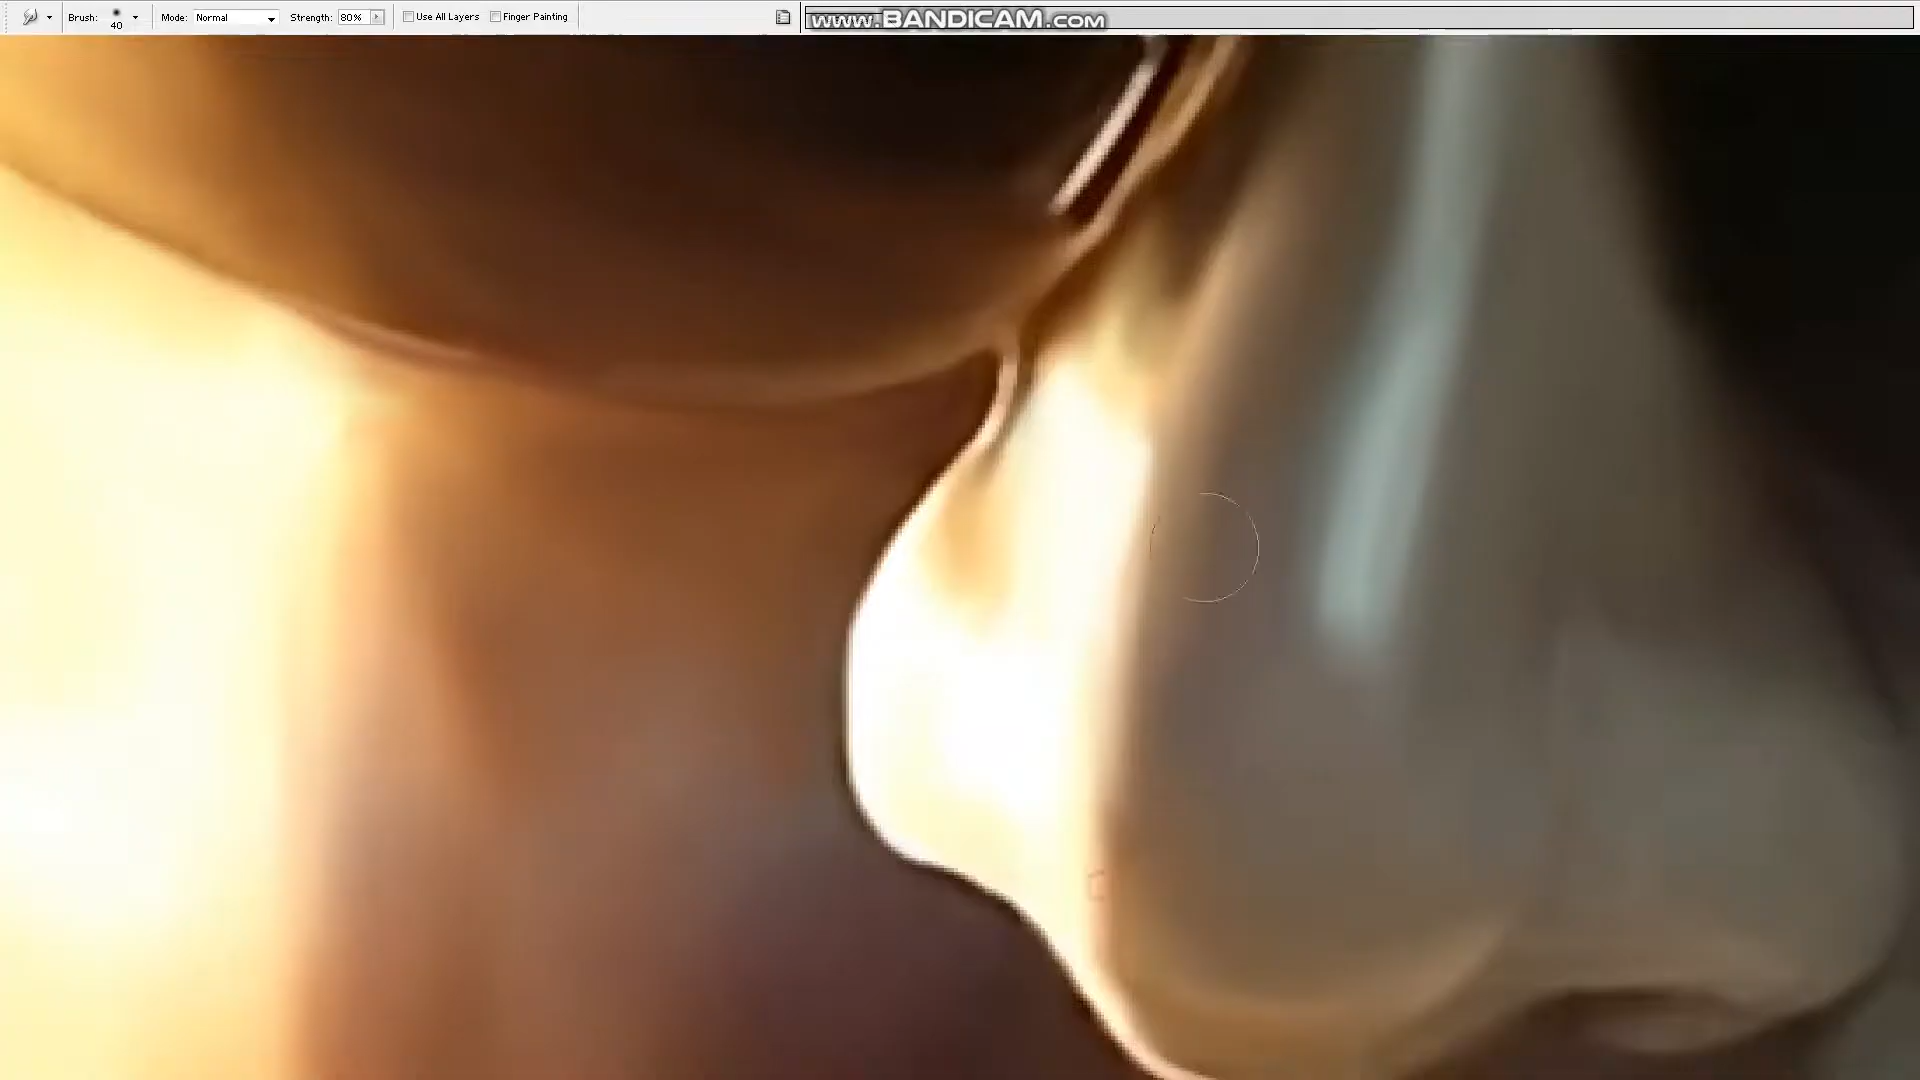 Brush: 40 Mode: Normal Strength: 80% Use All Layers Finger Painting
www.BANDICAM.com